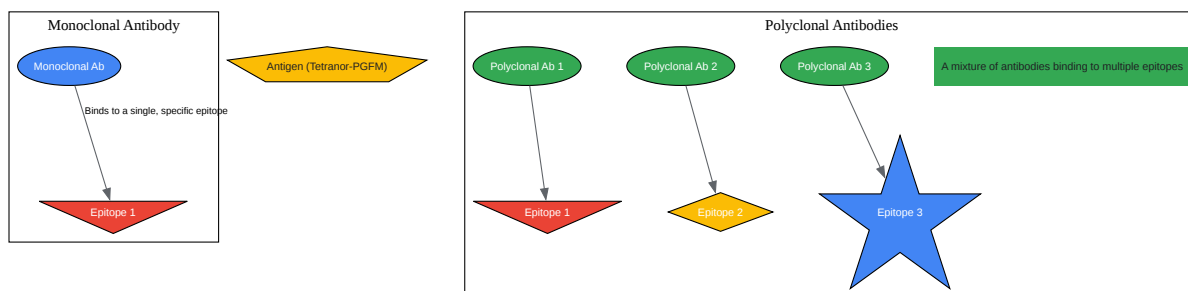 Monoclonal Antibody
Monoclonal Ab
Binds to a single, specific epitope
Epitope 1
Antigen (Tetranor-PGFM)
Polyclonal Antibodies
Polyclonal Ab 1
Polyclonal Ab 2
Polyclonal Ab 3
A mixture of antibodies binding to multiple epitopes
Epitope 1
Epitope 2
Epitope 3